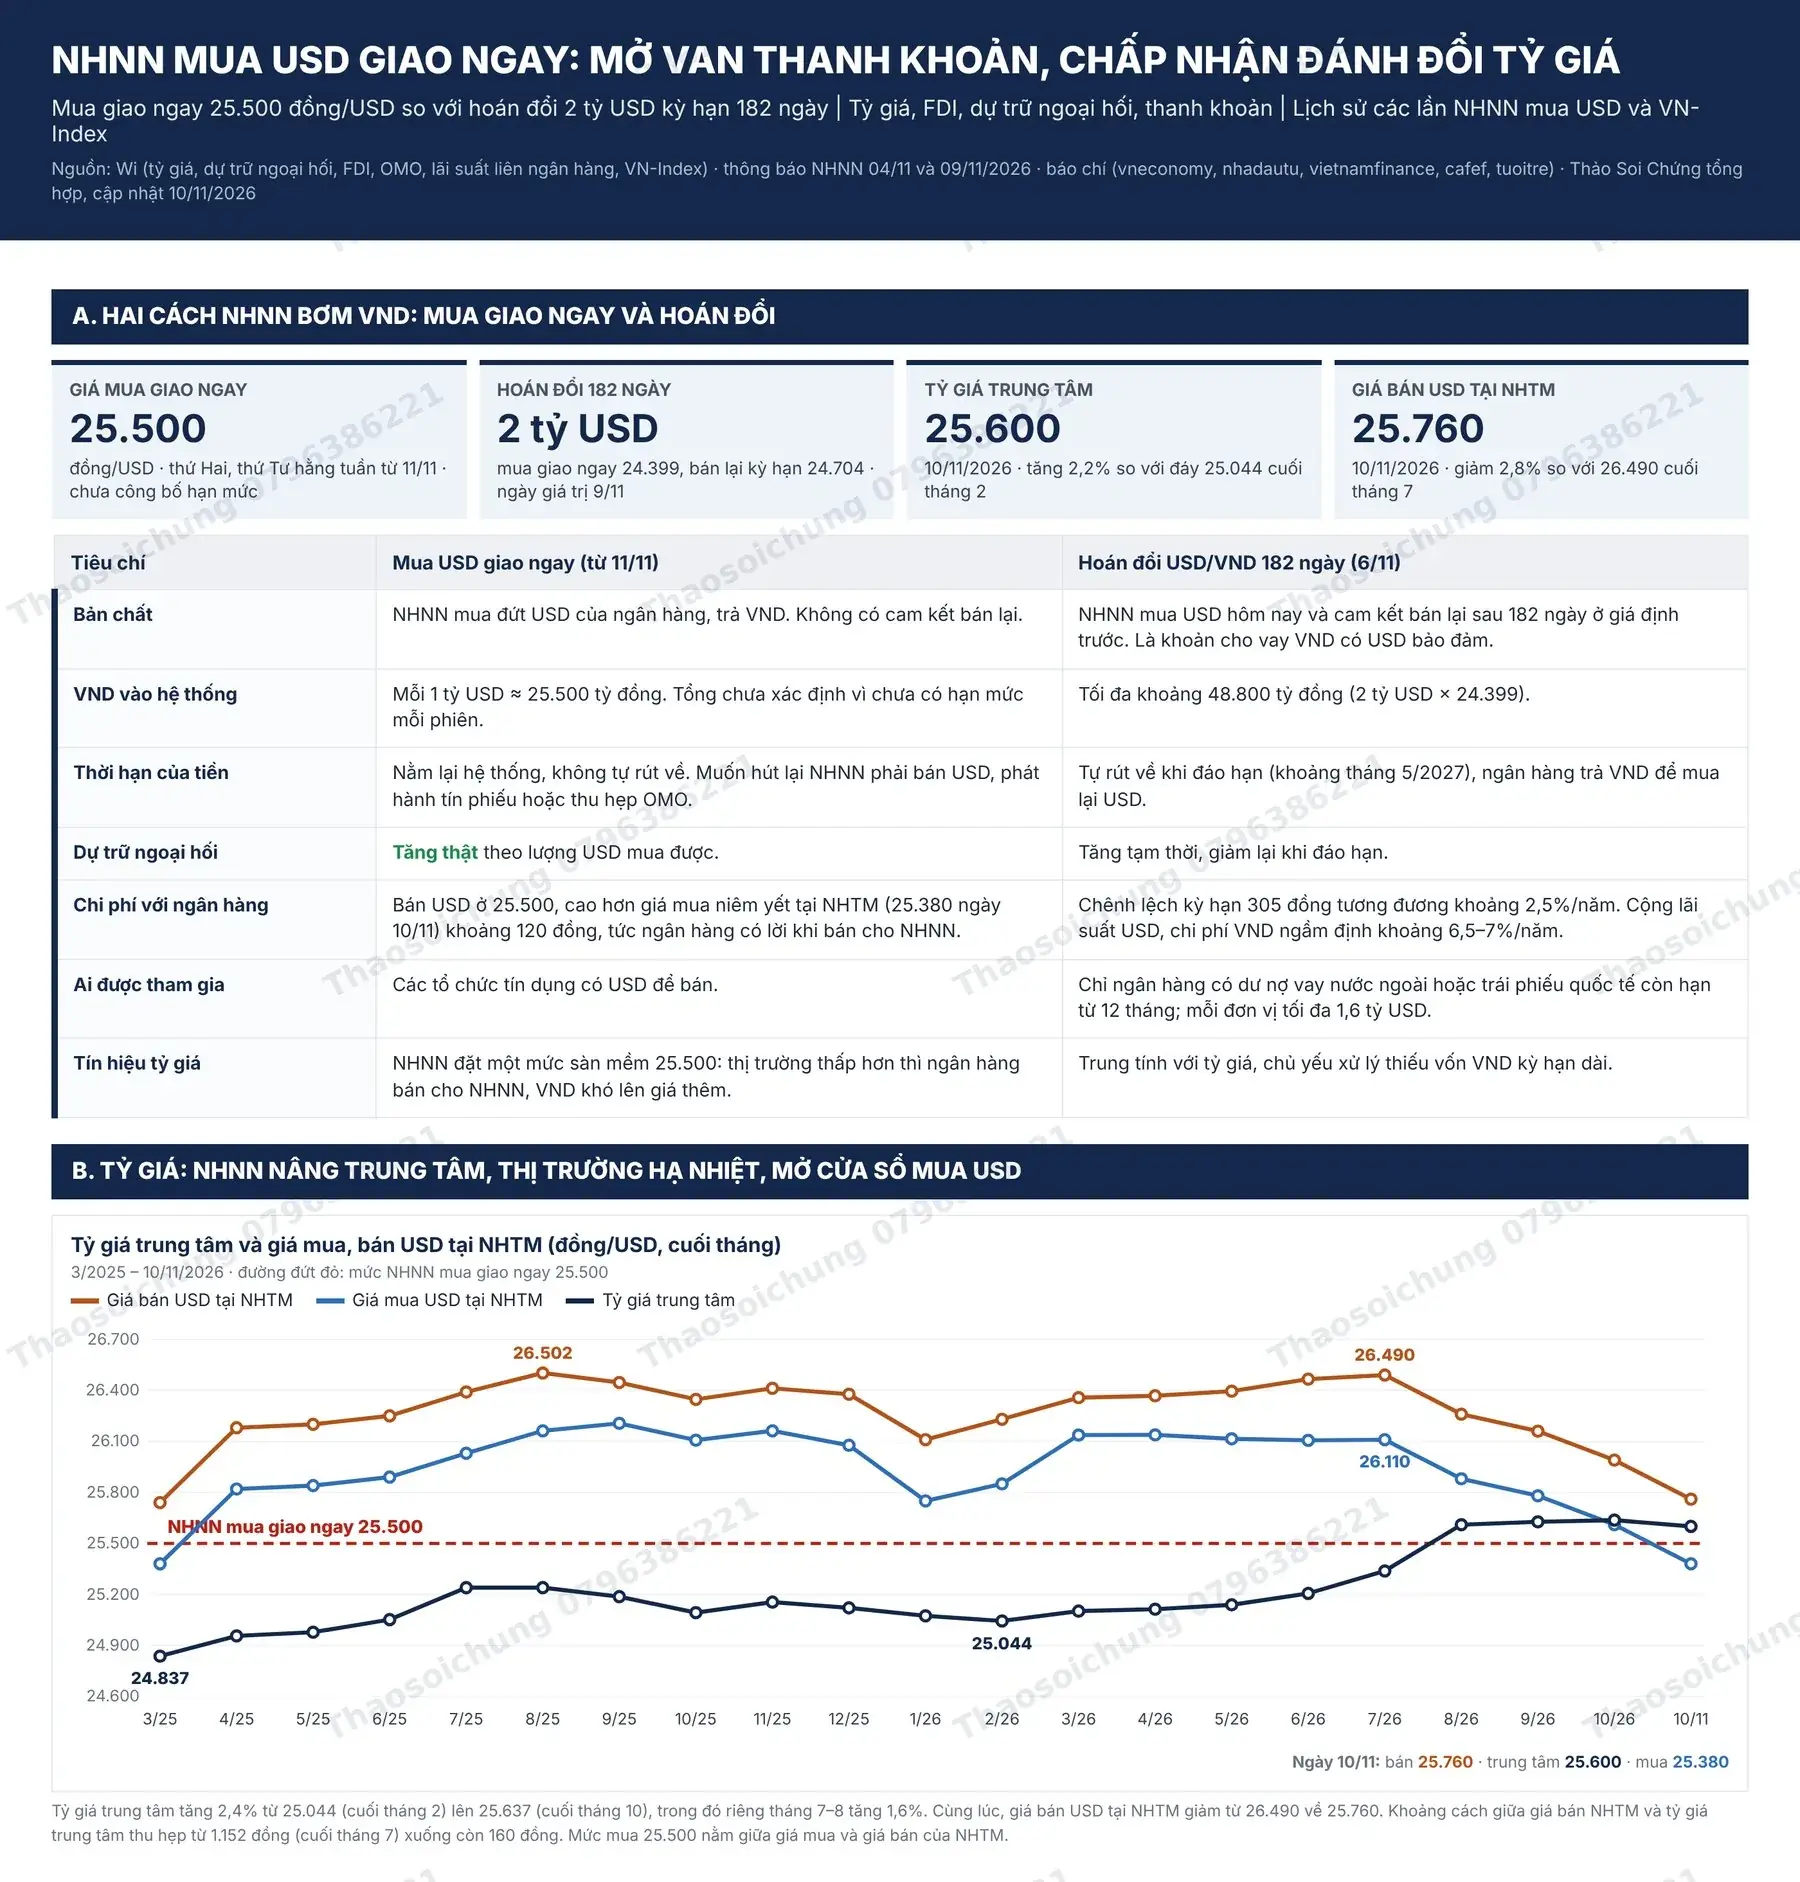 NHNN MUA USD GIAO NGAY: MỞ VAN THANH KHOẢN, CHẤP NHẬN ĐÁNH ĐỔI TỶ GIÁ
Mua giao ngay 25.500 đồng/USD so với hoán đổi 2 tỷ USD kỳ hạn 182 ngày | Tỷ giá, FDI, dự trữ ngoại hối, thanh khoản | Lịch sử các lần NHNN mua USD và VN-
Index
Nguồn: Wi (tỷ giá, dự trữ ngoại hối, FDI, OMO, lãi suất liên ngân hàng, VN-Index) · thông báo NHNN 04/11 và 09/11/2026 · báo chí (vneconomy, nhadautu, vietnamfinance, cafef, tuoitre) · Thảo Soi Chứng tổng
hợp, cập nhật 10/11/2026
A. HAI CÁCH NHNN BƠM VND: MUA GIAO NGAY VÀ HOÁN ĐỔI
GIÁ MUA GIAO NGAY
25.500
đồng/USD · thứ Hai, thứ Tư hằng tuần từ 11/11 ·
chưa công bố hạn mức
HOÁN ĐỔI 182 NGÀY
2 tỷ USD
mua giao ngay 24.399, bán lại kỳ hạn 24.704 ·
ngày giá trị 9/11
TỶ GIÁ TRUNG TÂM
25.600
10/11/2026 · tăng 2,2% so với đáy 25.044 cuối
tháng 2
GIÁ BÁN USD TẠI NHTM
25.760
10/11/2026 · giảm 2,8% so với 26.490 cuối
tháng 7
Tiêu chí
Mua USD giao ngay (từ 11/11)
Hoán đổi USD/VND 182 ngày (6/11)
Bản chất
NHNN mua đứt USD của ngân hàng, trả VND. Không có cam kết bán lại.
NHNN mua USD hôm nay và cam kết bán lại sau 182 ngày ở giá định
trước. Là khoản cho vay VND có USD bảo đảm.
VND vào hệ thống
Mỗi 1 tỷ USD ≈ 25.500 tỷ đồng. Tổng chưa xác định vì chưa có hạn mức
mỗi phiên.
Tối đa khoảng 48.800 tỷ đồng (2 tỷ USD × 24.399).
Thời hạn của tiền
Nằm lại hệ thống, không tự rút về. Muốn hút lại NHNN phải bán USD, phát
hành tín phiếu hoặc thu hẹp OMO.
Tự rút về khi đáo hạn (khoảng tháng 5/2027), ngân hàng trả VND để mua
lại USD.
Dự trữ ngoại hối
Tăng thật theo lượng USD mua được.
Tăng tạm thời, giảm lại khi đáo hạn.
Chi phí với ngân hàng
Bán USD ở 25.500, cao hơn giá mua niêm yết tại NHTM (25.380 ngày
10/11) khoảng 120 đồng, tức ngân hàng có lời khi bán cho NHNN.
Chênh lệch kỳ hạn 305 đồng tương đương khoảng 2,5%/năm. Cộng lãi
suất USD, chi phí VND ngầm định khoảng 6,5–7%/năm.
Ai được tham gia
Các tổ chức tín dụng có USD để bán.
Chỉ ngân hàng có dư nợ vay nước ngoài hoặc trái phiếu quốc tế còn hạn
từ 12 tháng; mỗi đơn vị tối đa 1,6 tỷ USD.
Tín hiệu tỷ giá
NHNN đặt một mức sàn mềm 25.500: thị trường thấp hơn thì ngân hàng
bán cho NHNN, VND khó lên giá thêm.
Trung tính với tỷ giá, chủ yếu xử lý thiếu vốn VND kỳ hạn dài.
B. TỶ GIÁ: NHNN NÂNG TRUNG TÂM, THỊ TRƯỜNG HẠ NHIỆT, MỞ CỬA SỔ MUA USD
Tỷ giá trung tâm và giá mua, bán USD tại NHTM (đồng/USD, cuối tháng)
3/2025 – 10/11/2026 · đường đứt đỏ: mức NHNN mua giao ngay 25.500
Giá bán USD tại NHTM
Giá mua USD tại NHTM
Tỷ giá trung tâm
26.700
26.400
26.100
25.800
25.500
25.200
24.900
24.600
26.502
26.490
26.110
NHNN mua giao ngay 25.500
25.044
24.837
3/25 4/25 5/25 6/25 7/25 8/25 9/25 10/25 11/25 12/25 1/26 2/26 3/26 4/26 5/26 6/26 7/26 8/26 9/26 10/26 10/11
Ngày 10/11: bán 25.760 · trung tâm 25.600 · mua 25.380
Tỷ giá trung tâm tăng 2,4% từ 25.044 (cuối tháng 2) lên 25.637 (cuối tháng 10), trong đó riêng tháng 7–8 tăng 1,6%. Cùng lúc, giá bán USD tại NHTM giảm từ 26.490 về 25.760. Khoảng cách giữa giá bán NHTM và tỷ giá
trung tâm thu hẹp từ 1.152 đồng (cuối tháng 7) xuống còn 160 đồng. Mức mua 25.500 nằm giữa giá mua và giá bán của NHTM.
Thaosoichung 0796386221